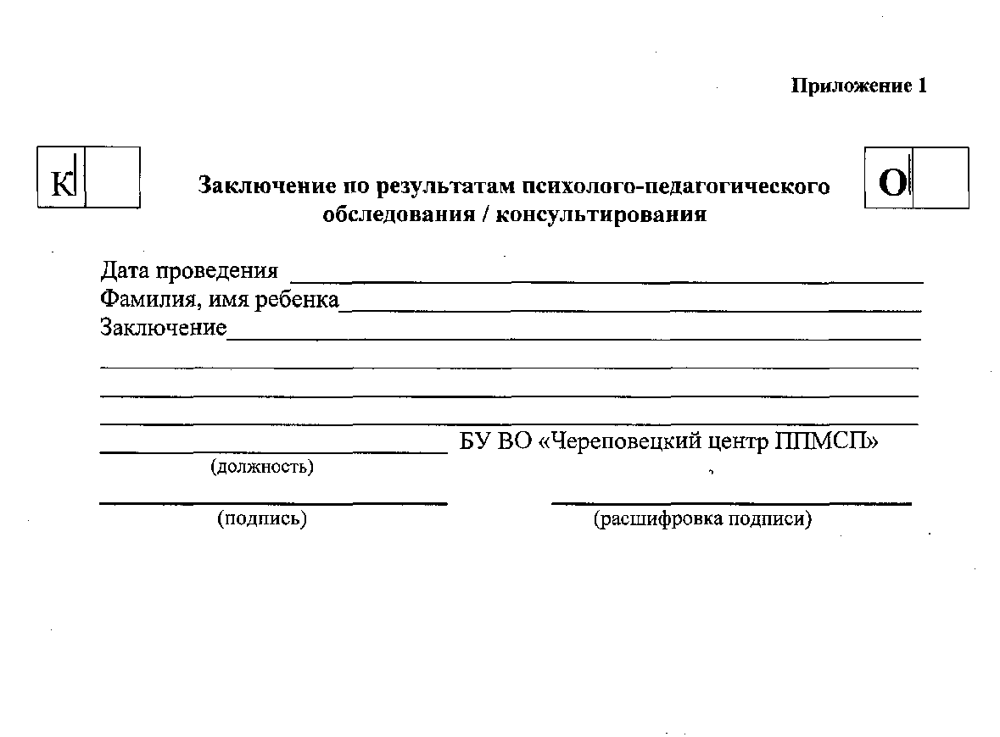 Приложение 1
К
О
Заключение по результатам психолого-педагогического
обследования / консультирования
Дата проведения
Фамилия, имя ребенка
Заключение
БУ ВО «Череповецкий центр ППМСП»
(должность)
(подпись) (расшифровка подписи)